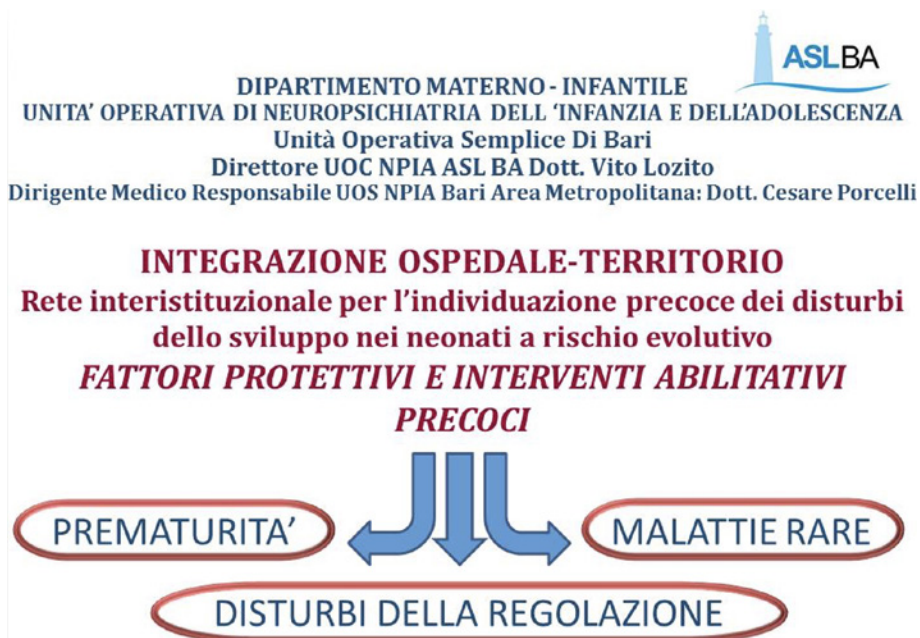 ASLBA
DIPARTIMENTO MATERNO - INFANTILE
UNITA’ OPERATIVA DI NEUROPSICHIATRIA DELL ‘INFANZIA E DELL’ADOLESCENZA
Unità Operativa Semplice Di Bari
Direttore UOC NPIA ASL BA Dott. Vito Lozito
Dirigente Medico Responsabile UOS NPIA Bari Area Metropolitana: Dott. Cesare Porcelli
INTEGRAZIONE OSPEDALE-TERRITORIO
Rete interistituzionale per l’individuazione precoce dei disturbi
dello sviluppo nei neonati a rischio evolutivo
FATTORI PROTETTIVI E INTERVENTI ABILITATIVI
PRECOCI
PREMATURITA’
MALATTIE RARE
DISTURBI DELLA REGOLAZIONE